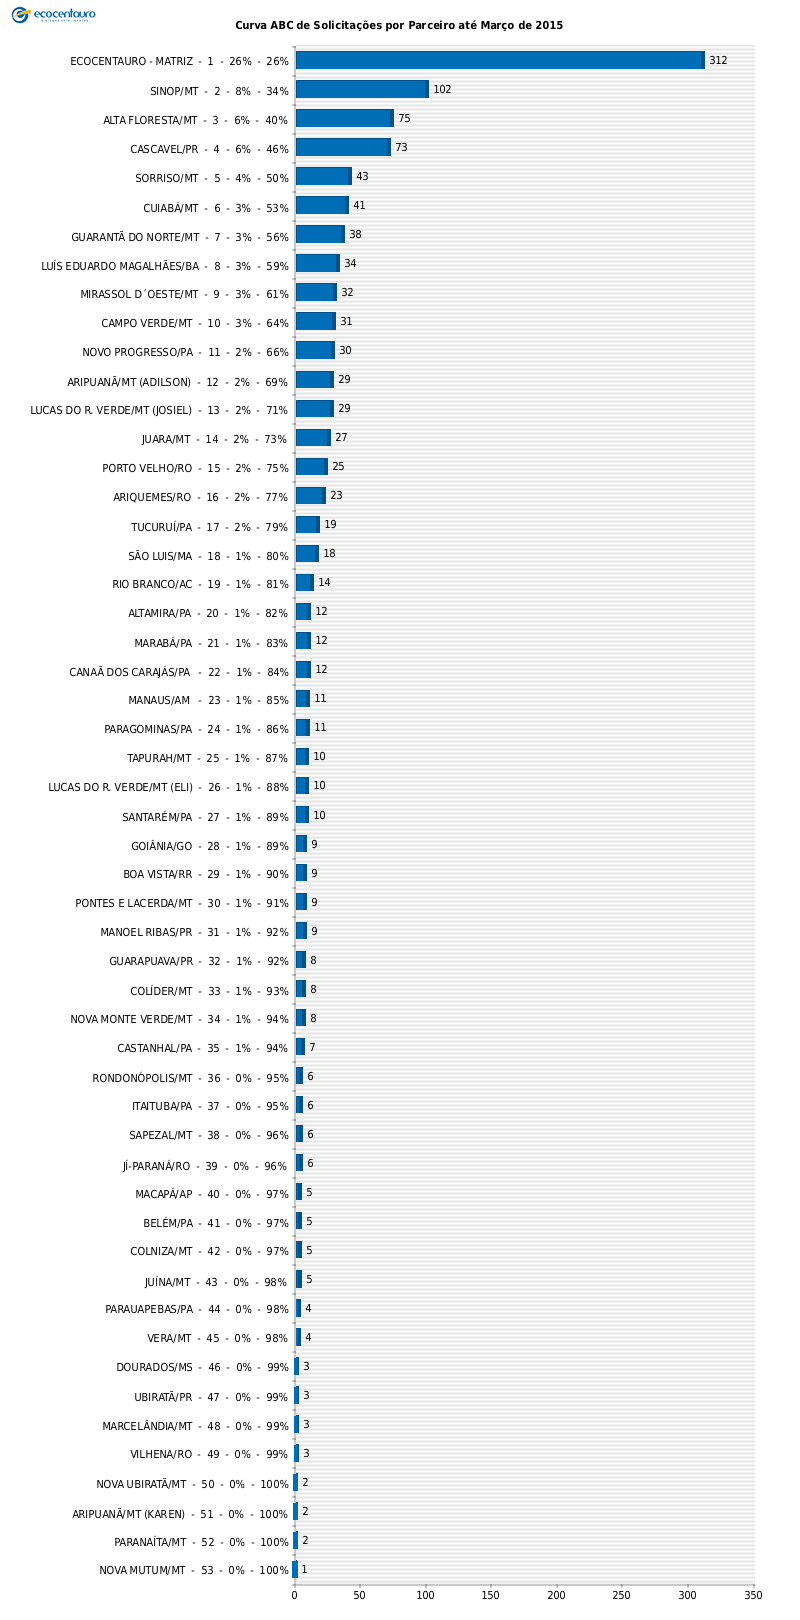 ecocentauro
Curva ABC de Solicitações por Parceiro até Março de 2015
ECOCENTAURO - MATRIZ - 1 - 26% - 26% 312
SINOP/MT - 2 - 8% - 34% 102
ALTA FLORESTA/MT - 3 - 6% - 40% 75
CASCAVEL/PR - 4 - 6% - 46% 73
SORRISO/MT - 5 - 4% - 50% 43
CUIABÁ/MT - 6 - 3% - 53% 41
GUARANTÃ DO NORTE/MT - 7 - 3% - 56% 38
LUÍS EDUARDO MAGALHÃES/BA - 8 - 3% - 59% 34
MIRASSOL D´OESTE/MT - 9 - 3% - 61% 32
CAMPO VERDE/MT - 10 - 3% - 64% 31
NOVO PROGRESSO/PA - 11 - 2% - 66% 30
ARIPUANÃ/MT (ADILSON) - 12 - 2% - 69% 29
LUCAS DO R. VERDE/MT (JOSIEL) - 13 - 2% - 71% 29
JUARA/MT - 14 - 2% - 73% 27
PORTO VELHO/RO - 15 - 2% - 75% 25
ARIQUEMES/RO - 16 - 2% - 77% 23
TUCURUÍ/PA - 17 - 2% - 79% 19
SÃO LUIS/MA - 18 - 1% - 80% 18
RIO BRANCO/AC - 19 - 1% - 81% 14
ALTAMIRA/PA - 20 - 1% - 82% 12
MARABÁ/PA - 21 - 1% - 83% 12
CANAÃ DOS CARAJÁS/PA - 22 - 1% - 84% 12
MANAUS/AM - 23 - 1% - 85% 11
PARAGOMINAS/PA - 24 - 1% - 86% 11
TAPURAH/MT - 25 - 1% - 87% 10
LUCAS DO R. VERDE/MT (ELI) - 26 - 1% - 88% 10
SANTARÉM/PA - 27 - 1% - 89% 10
GOIÂNIA/GO - 28 - 1% - 89% 9
BOA VISTA/RR - 29 - 1% - 90% 9
PONTES E LACERDA/MT - 30 - 1% - 91% 9
MANOEL RIBAS/PR - 31 - 1% - 92% 9
GUARAPUAVA/PR - 32 - 1% - 92% 8
COLÍDER/MT - 33 - 1% - 93% 8
NOVA MONTE VERDE/MT - 34 - 1% - 94% 8
CASTANHAL/PA - 35 - 1% - 94% 7
RONDONÓPOLIS/MT - 36 - 0% - 95% 6
ITAITUBA/PA - 37 - 0% - 95% 6
SAPEZAL/MT - 38 - 0% - 96% 6
JÍ-PARANÁ/RO - 39 - 0% - 96% 6
MACAPÁ/AP - 40 - 0% - 97% 5
BELÉM/PA - 41 - 0% - 97% 5
COLNIZA/MT - 42 - 0% - 97% 5
JUÍNA/MT - 43 - 0% - 98% 5
PARAUAPEBAS/PA - 44 - 0% - 98% 4
VERA/MT - 45 - 0% - 98% 4
DOURADOS/MS - 46 - 0% - 99% 3
UBIRATÃ/PR - 47 - 0% - 99% 3
MARCELÂNDIA/MT - 48 - 0% - 99% 3
VILHENA/RO - 49 - 0% - 99% 3
NOVA UBIRATÃ/MT - 50 - 0% - 100% 2
ARIPUANÃ/MT (KAREN) - 51 - 0% - 100% 2
PARANAÍTA/MT - 52 - 0% - 100% 2
NOVA MUTUM/MT - 53 - 0% - 100% 1
0 50 100 150 200 250 300 350